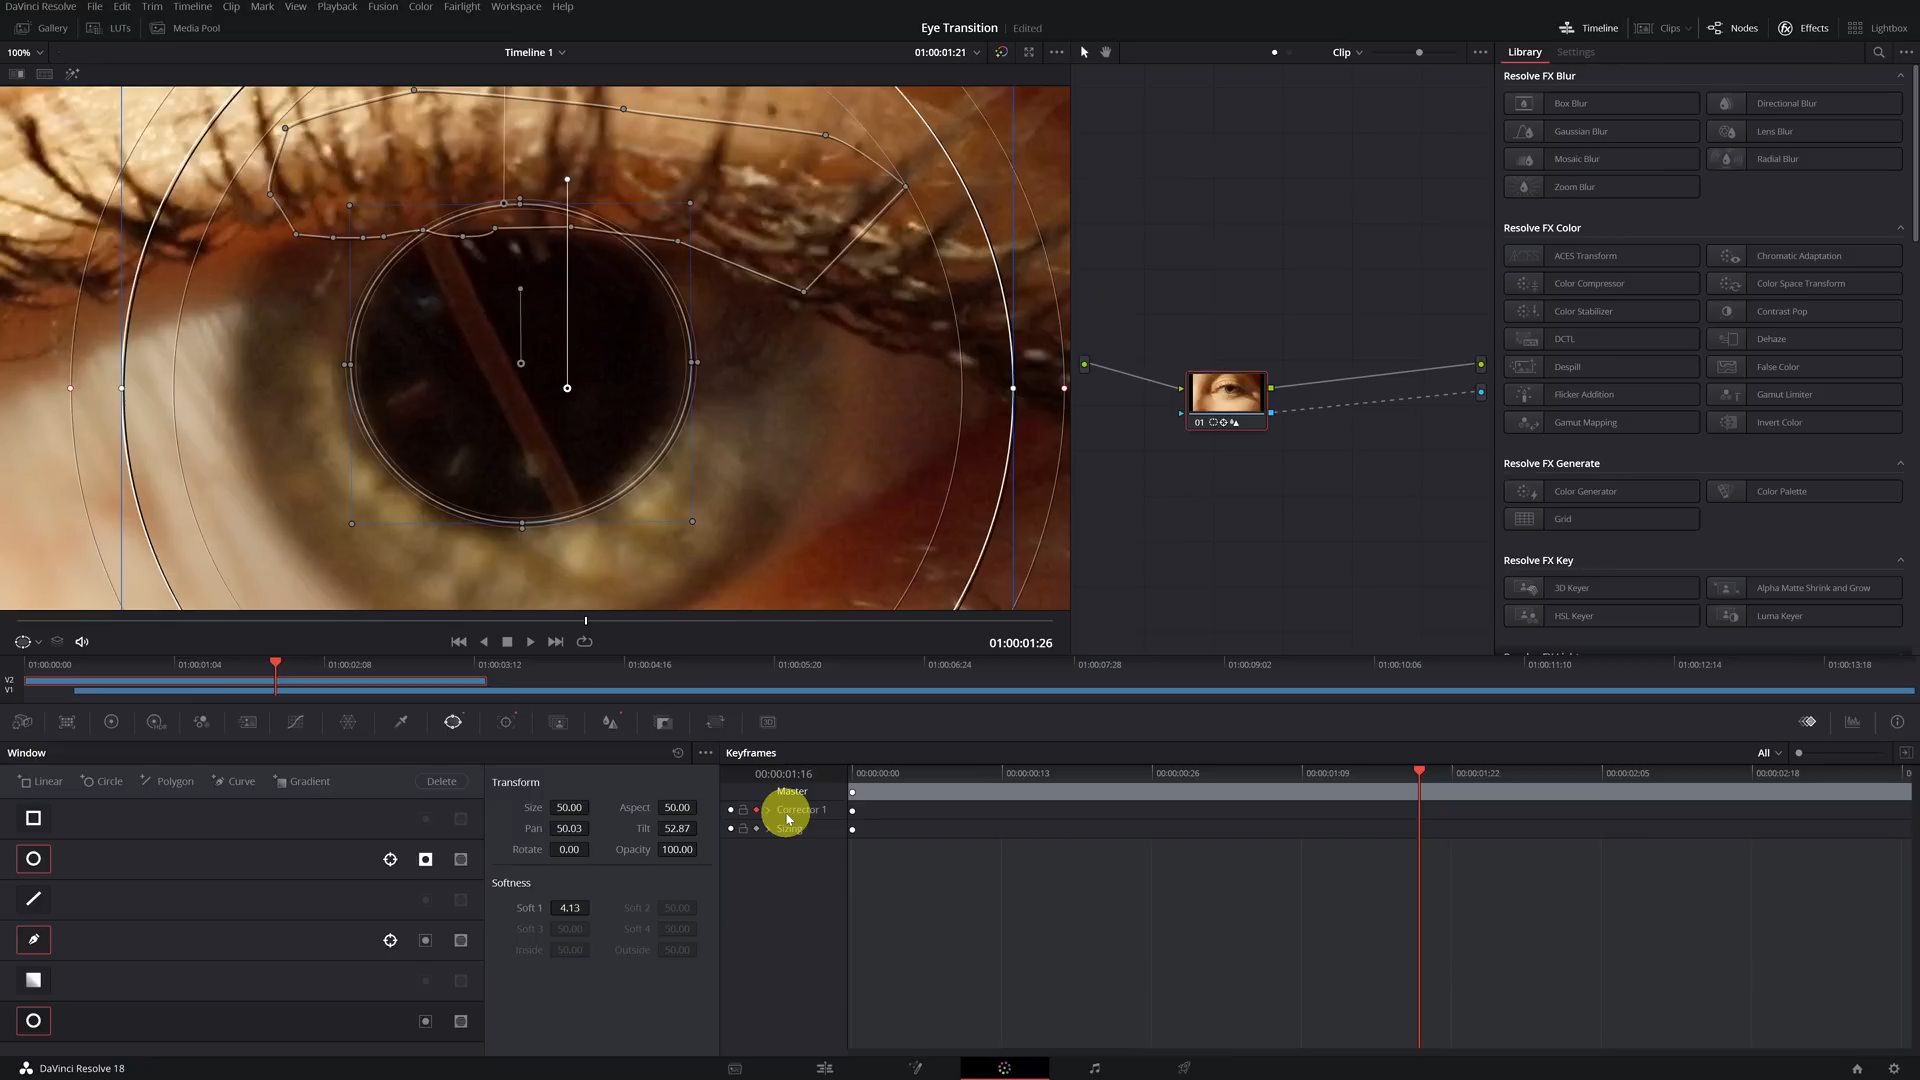 DaVinci Resolve File Edit Trim Timeline Clip Mark View Playback Fusion Color Fairlight Workspace Help
Gallery LUTs Media Pool Eye Transition Edited Timeline Clips Nodes Effects Lightbox
100% Timeline 1 01:00:01:21 Clip Library Settings
Resolve FX Blur
Box Blur Directional Blur
Gaussian Blur Lens Blur
Mosaic Blur Radial Blur
Zoom Blur
Resolve FX Color
ACES Transform Chromatic Adaptation
Color Compressor Color Space Transform
Color Stabilizer Contrast Pop
DCTL Dehaze
Despill False Color
Flicker Addition Gamut Limiter
Gamut Mapping Invert Color
01
Resolve FX Generate
Color Generator Color Palette
Grid
Resolve FX Key
3D Keyer Alpha Matte Shrink and Grow
HSL Keyer Luma Keyer
01:00:01:26
01:00:00:00 01:00:01:04 01:00:02:08 01:00:03:12 01:00:04:16 01:00:05:20 01:00:06:24 01:00:07:28 01:00:09:02 01:00:10:06 01:00:11:10 01:00:12:14 01:00:13:18
V2
V1
HDR 3D
Window Keyframes All
Linear Circle Polygon Curve Gradient Delete
Transform
Size 50.00 Aspect 50.00
Pan 50.03 Tilt 52.87
Rotate 0.00 Opacity 100.00
Softness
Soft 1 4.13 Soft 2 50.00
Soft 3 50.00 Soft 4 50.00
Inside 50.00 Outside 50.00
00:00:01:16 00:00:00:00 00:00:00:13 00:00:00:26 00:00:01:09 00:00:01:22 00:00:02:05 00:00:02:18
Master
Corrector 1
Sizing
DaVinci Resolve 18